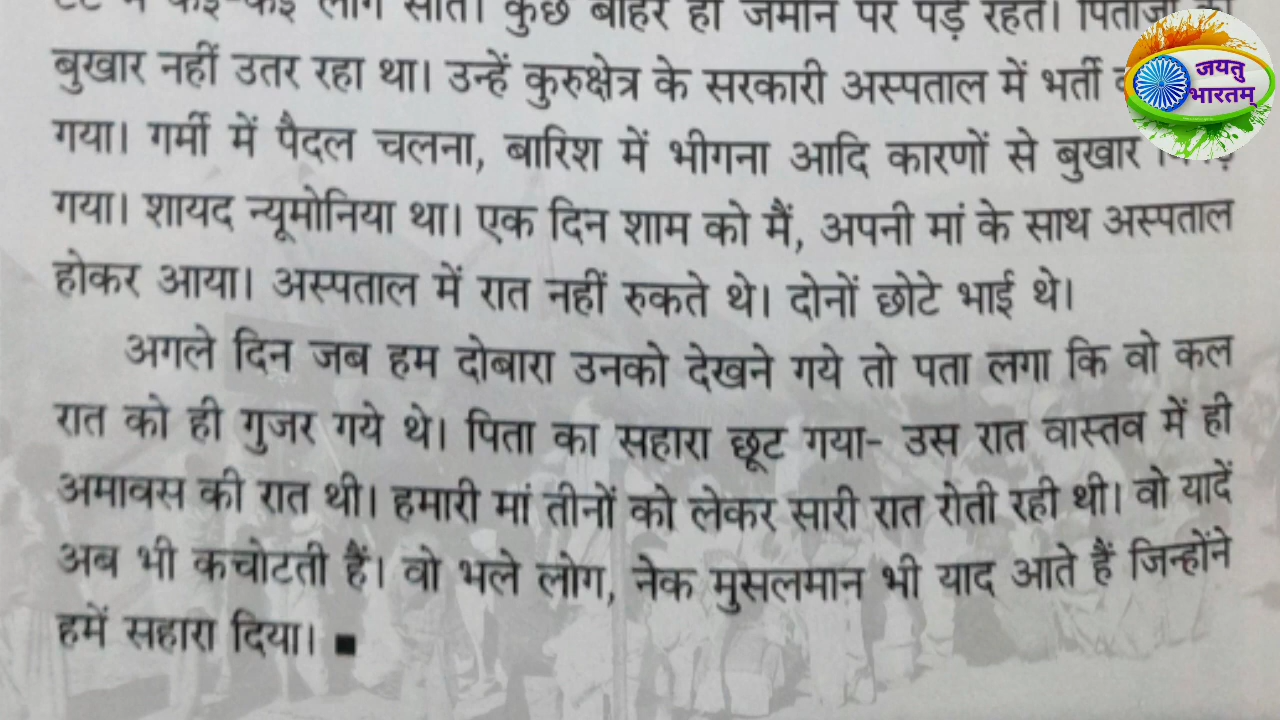 टेंट में कई-कई लोग सोते। कुछ बाहर ही जमीन पर पड़े रहते। पिताजी
बुखार नहीं उतर रहा था। उन्हें कुरुक्षेत्र के सरकारी अस्पताल में भर्ती
गया। गर्मी में पैदल चलना, बारिश में भीगना आदि कारणों से बुखार
गया। शायद न्यूमोनिया था। एक दिन शाम को मैं, अपनी मां के साथ अस्पताल
होकर आया। अस्पताल में रात नहीं रुकते थे। दोनों छोटे भाई थे।
अगले दिन जब हम दोबारा उनको देखने गये तो पता लगा कि वो कल
रात को ही गुजर गये थे। पिता का सहारा छूट गया- उस रात वास्तव में ही
अमावस की रात थी। हमारी मां तीनों को लेकर सारी रात रोती रही थी। वो यादें
अब भी कचोटती हैं। वो भले लोग, नेक मुसलमान भी याद आते हैं जिन्होंने
हमें सहारा दिया। ■
जयतु
भारतम्